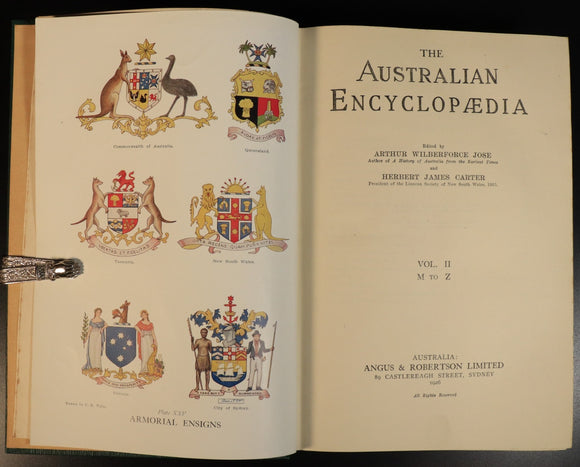 Commonwealth of Australia.
Queensland.
Tasmania.
New South Wales.
Victoria.
City of Sydney.
Plate XXV
ARMORIAL ENSIGNS
THE
AUSTRALIAN
ENCYCLOPÆDIA
Edited by
ARTHUR WILBERFORCE JOSE
Author of A History of Australia from the Earliest Times
and
HERBERT JAMES CARTER
President of the Linnean Society of New South Wales, 1925.
VOL. II
M TO Z
AUSTRALIA:
ANGUS & ROBERTSON LIMITED
89 CASTLEREAGH STREET, SYDNEY
1926
All Rights Reserved